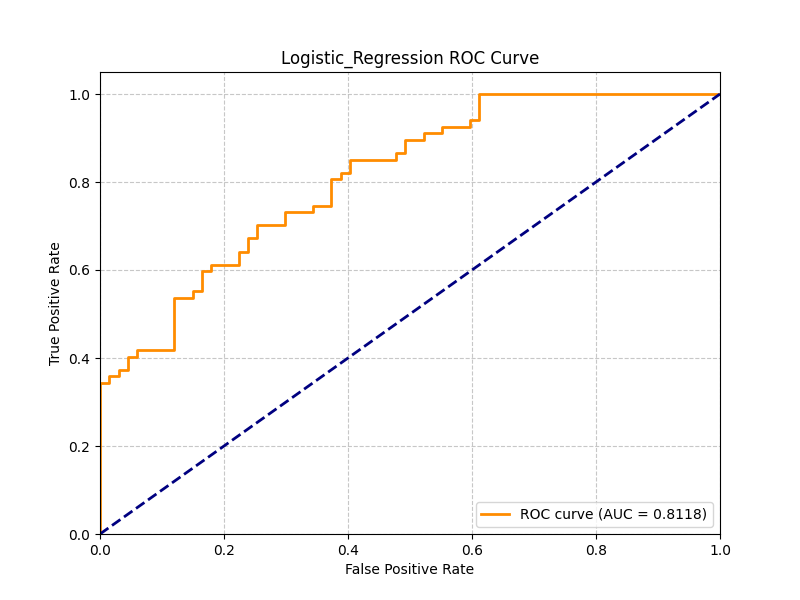 Logistic_Regression ROC Curve
1.0
0.8
0.6
0.4
0.2
0.0
True Positive Rate
0.0 0.2 0.4 0.6 0.8 1.0
False Positive Rate
ROC curve (AUC = 0.8118)